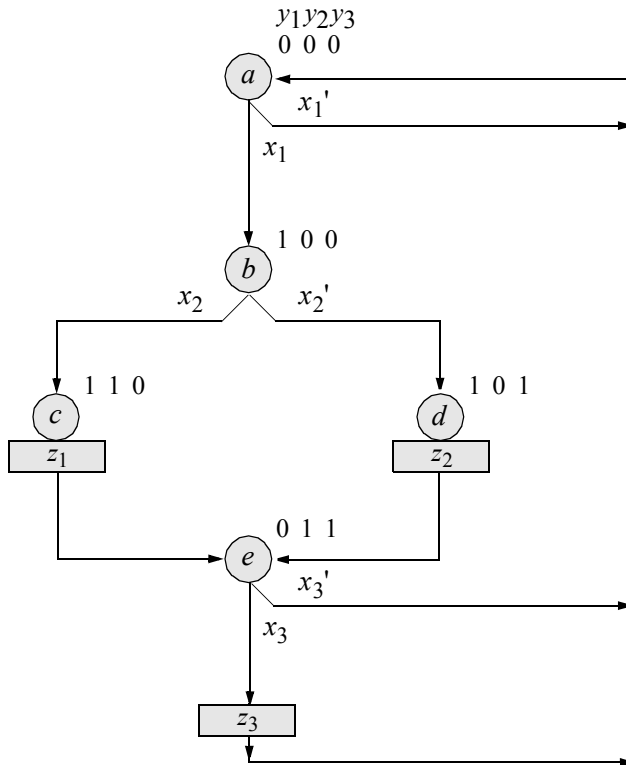 y₁y₂y₃
0 0 0
a
x₁'
x₁
1 0 0
b
x₂ x₂'
1 1 0 1 0 1
c d
z₁ z₂
0 1 1
e
x₃'
x₃
z₃